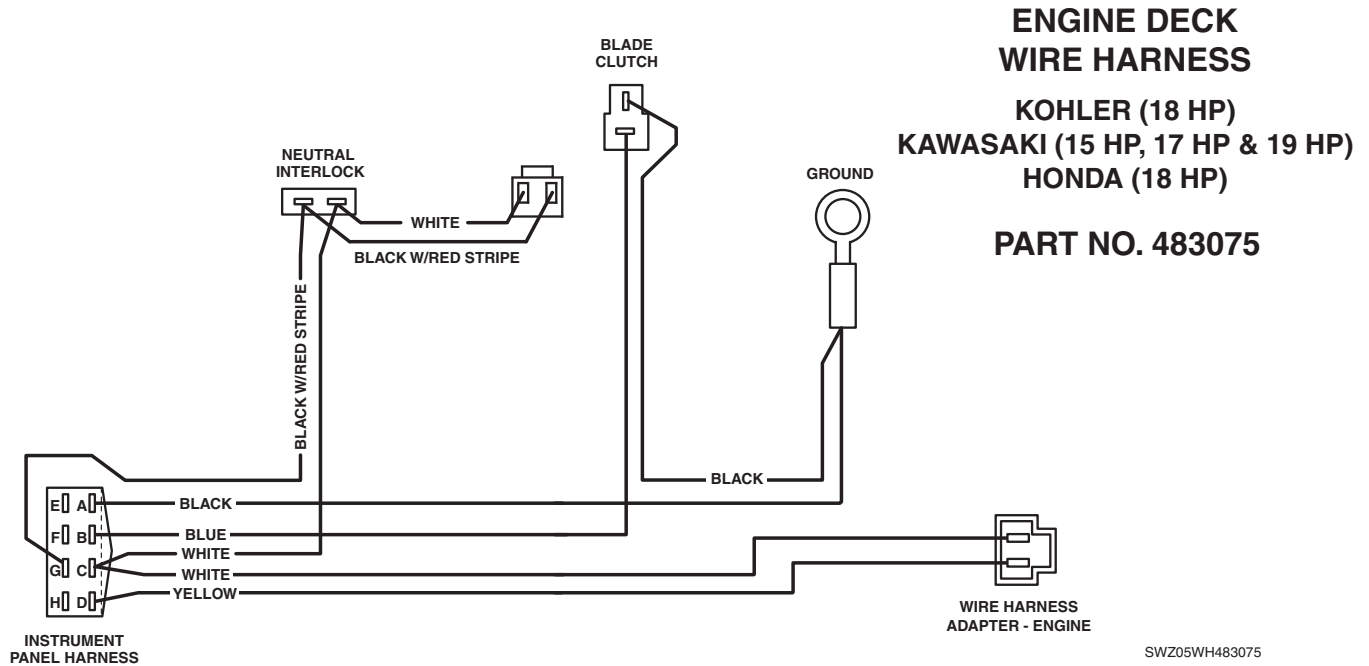 ENGINE DECK
WIRE HARNESS
KOHLER (18 HP)
KAWASAKI (15 HP, 17 HP & 19 HP)
HONDA (18 HP)
PART NO. 483075
BLADE
CLUTCH
NEUTRAL
INTERLOCK
GROUND
WHITE
BLACK W/RED STRIPE
BLACK W/RED STRIPE
BLACK
E A
BLACK
F B
BLUE
WHITE
G C
WHITE
H D
YELLOW
INSTRUMENT
PANEL HARNESS
WIRE HARNESS
ADAPTER - ENGINE
SWZ05WH483075